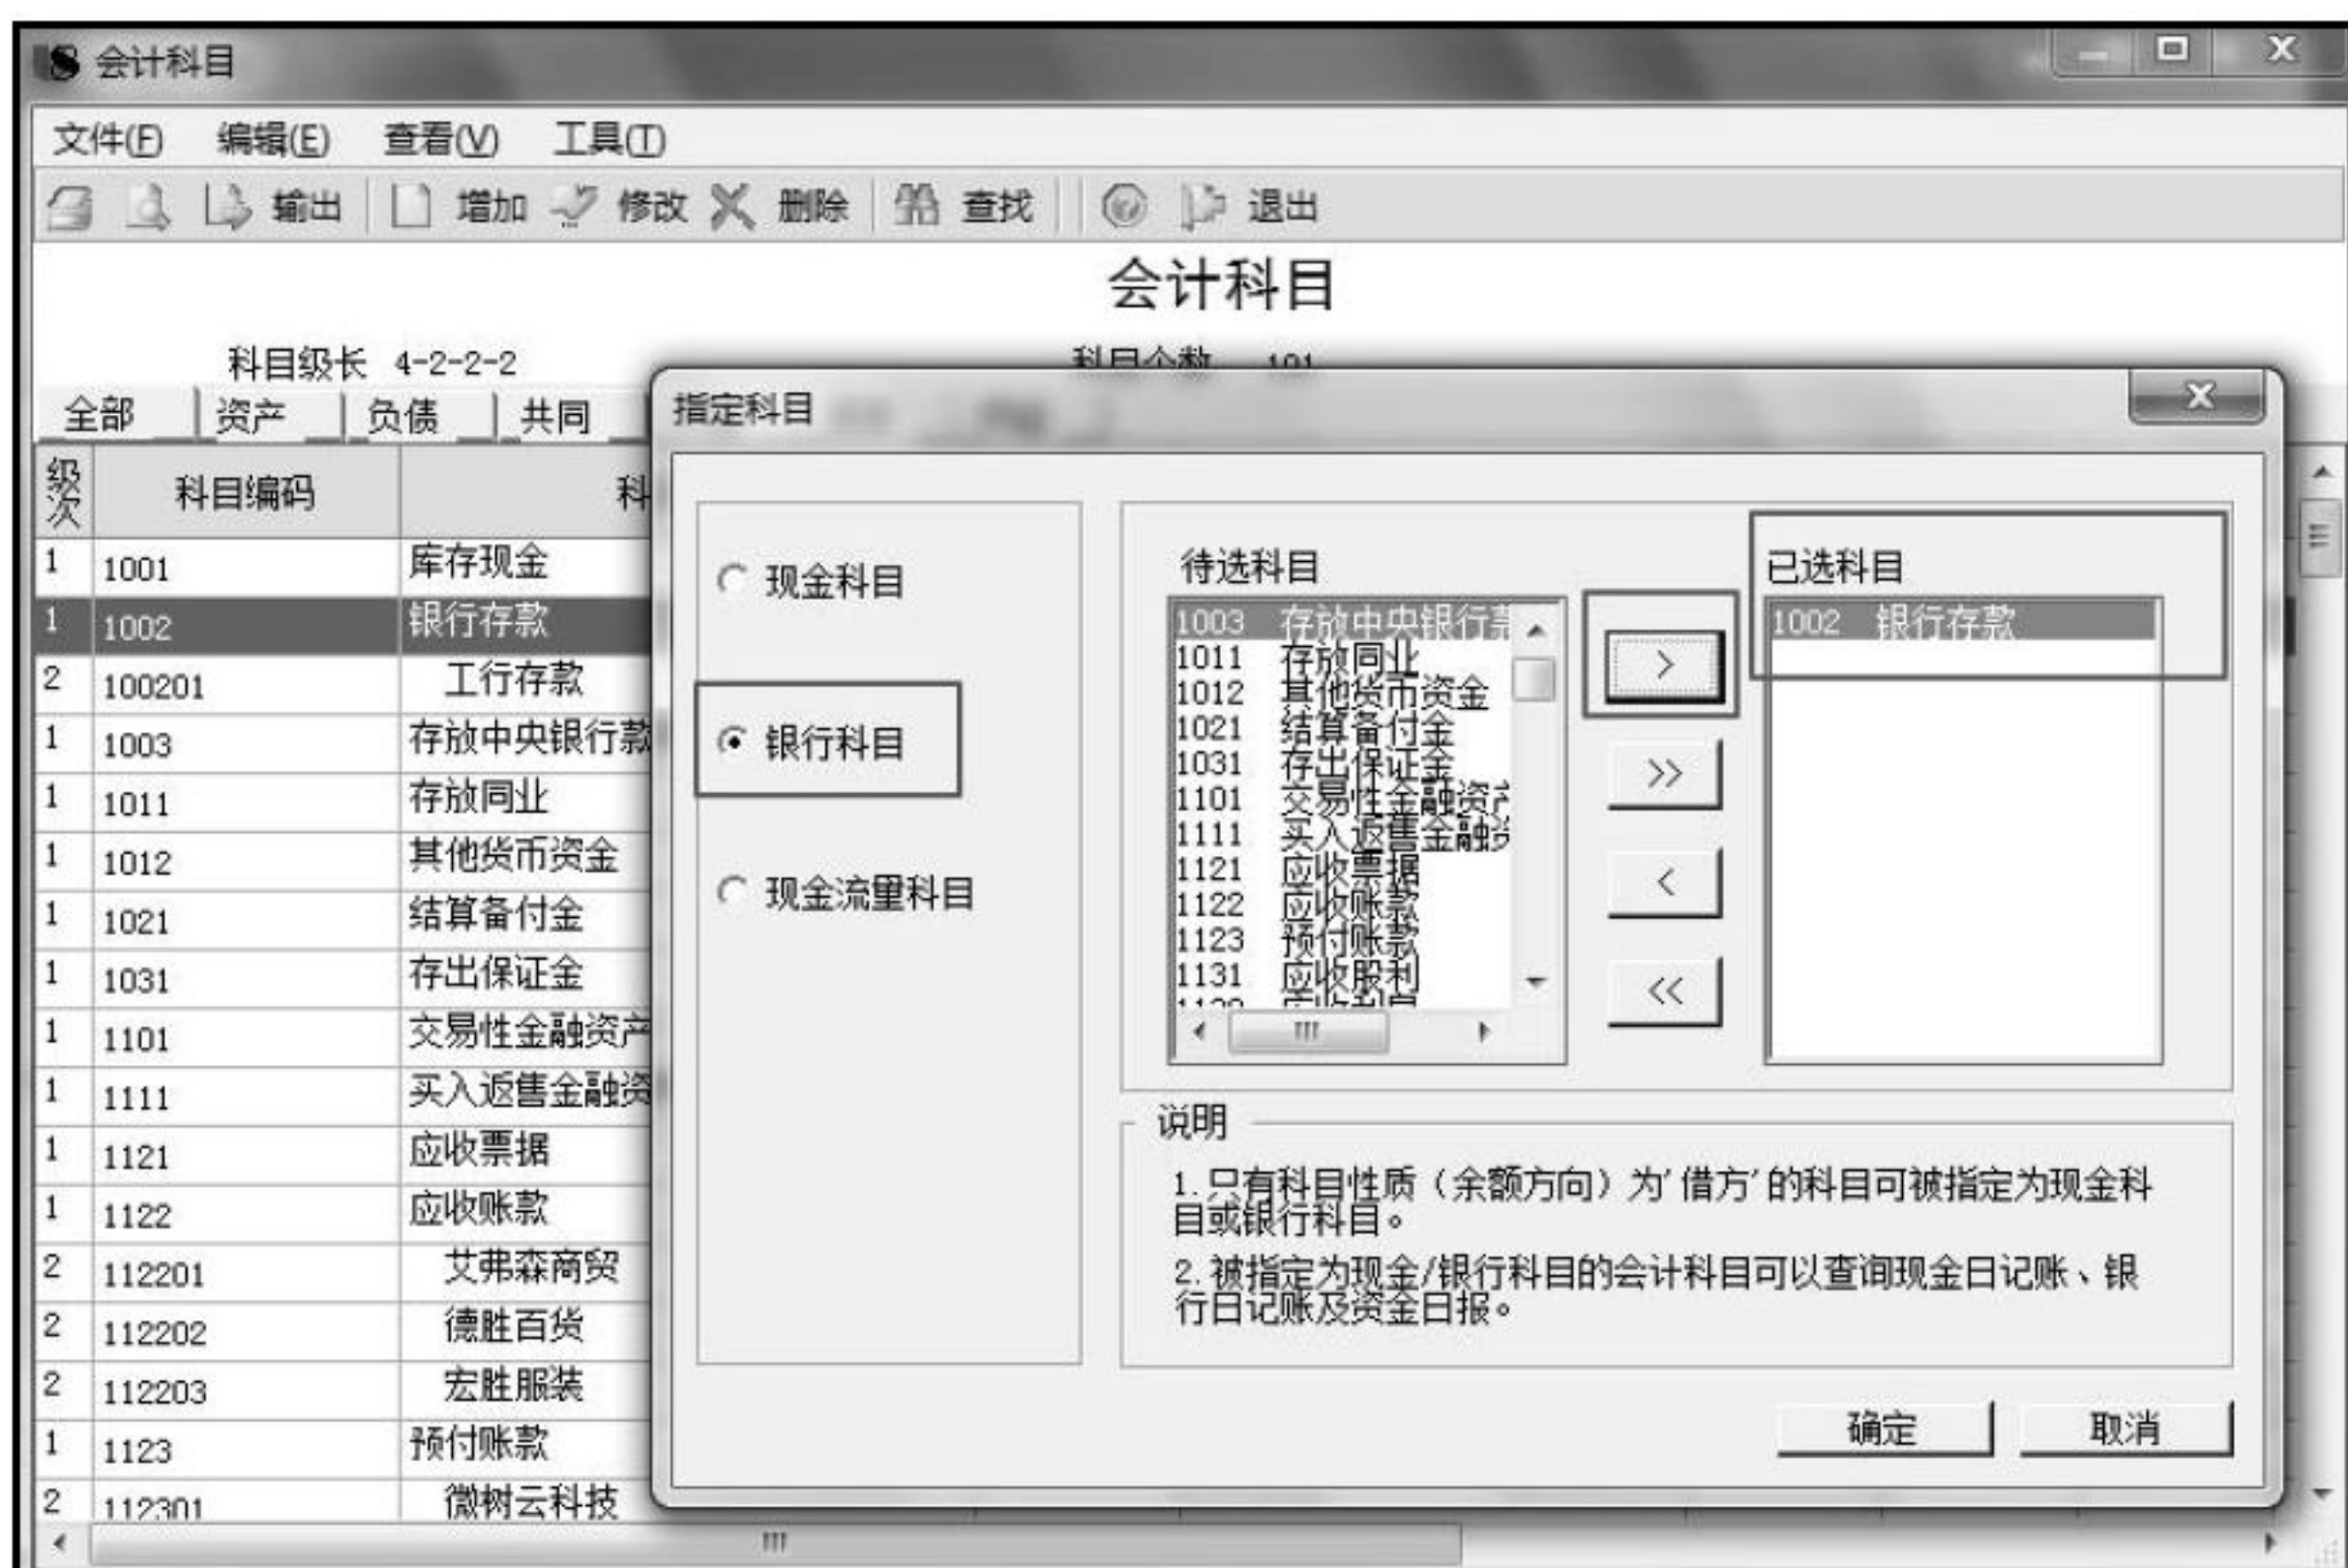 会计科目
文件(F) 编辑(E) 查看(V) 工具(T)
输出 增加 修改 删除 查找 退出
会计科目
科目级长 4-2-2-2 科目个数 191
全部 资产 负债 共同
级次 科目编码 科
1 1001 库存现金
1 1002 银行存款
2 100201 工行存款
1 1003 存放中央银行款
1 1011 存放同业
1 1012 其他货币资金
1 1021 结算备付金
1 1031 存出保证金
1 1101 交易性金融资产
1 1111 买入返售金融资
1 1121 应收票据
1 1122 应收账款
2 112201 艾弗森商贸
2 112202 德胜百货
2 112203 宏胜服装
1 1123 预付账款
2 112301 微树云科技
指定科目
现金科目
银行科目
现金流量科目
待选科目
1003 存放中央银行款
1011 存放同业
1012 其他货币资金
1021 结算备付金
1031 存出保证金
1101 交易性金融资产
1111 买入返售金融资
1121 应收票据
1122 应收账款
1123 预付账款
1131 应收股利
1132 应收利息
>
>>
<
<<
已选科目
1002 银行存款
说明
1.只有科目性质（余额方向）为'借方'的科目可被指定为现金科
目或银行科目。
2.被指定为现金/银行科目的会计科目可以查询现金日记账、银
行日记账及资金日报。
确定 取消